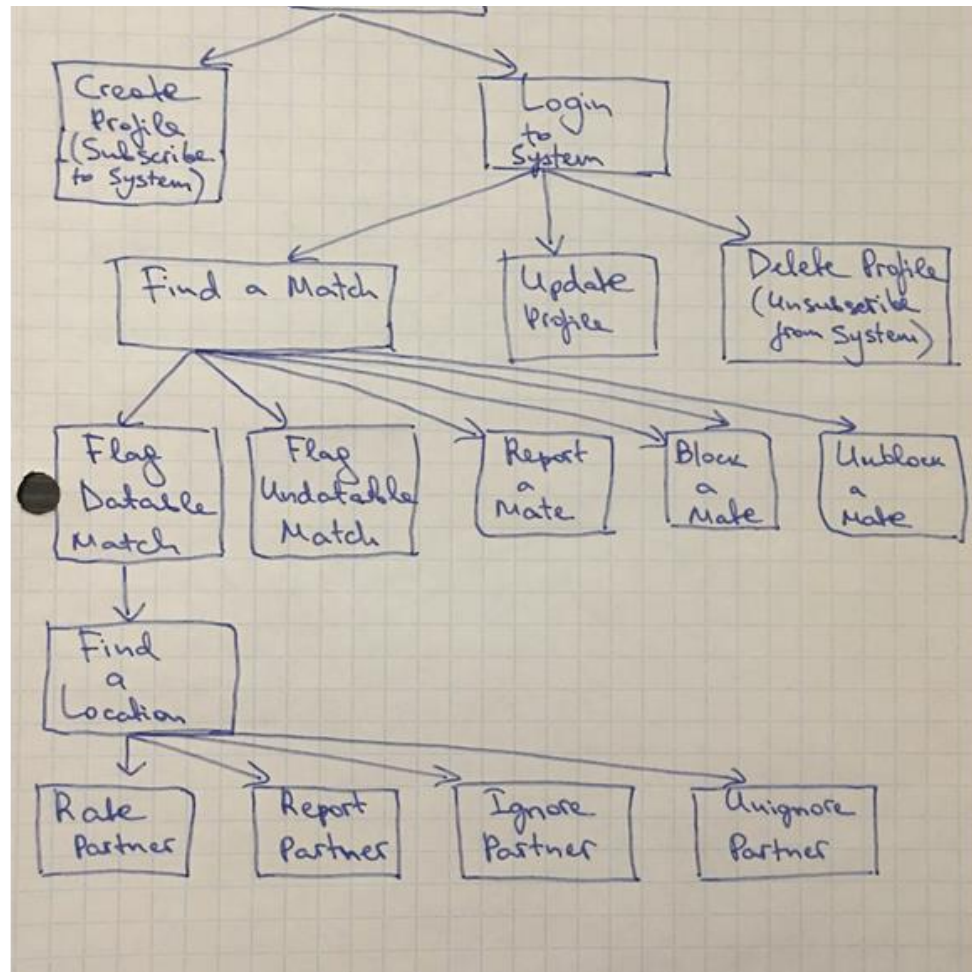 Create
Profile
(Subscribe
to System)
Login
to
System
Find a Match
Update
Profile
Delete Profile
(Unsubscribe
from System)
Flag
Datable
Match
Flag
Undatable
Match
Report
a
Mate
Block
a
Mate
Unblock
a
Mate
Find
a
Location
Rate
Partner
Report
Partner
Ignore
Partner
Unignore
Partner